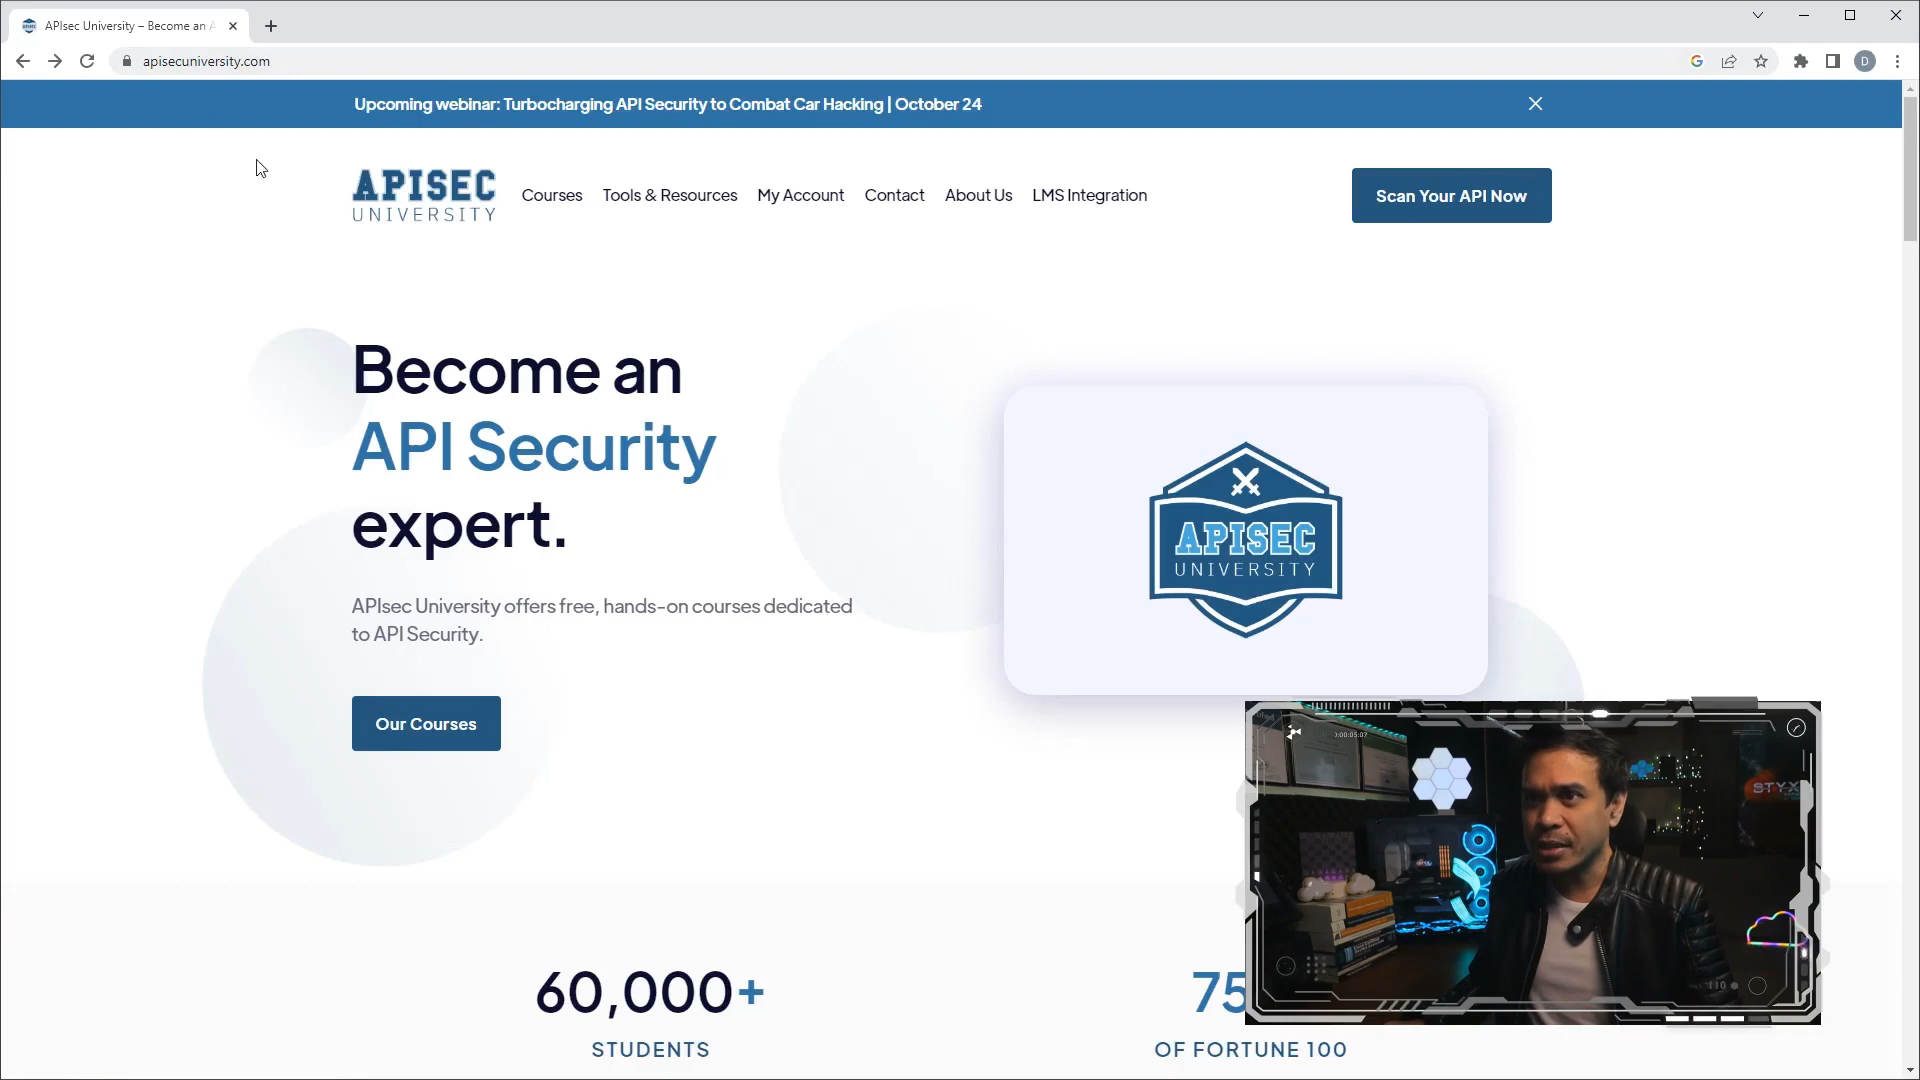 APIsec University – Become an A
apisecuniversity.com
D
Upcoming webinar: Turbocharging API Security to Combat Car Hacking | October 24
APISEC
UNIVERSITY
Courses
Tools & Resources
My Account
Contact
About Us
LMS Integration
Scan Your API Now
Become an
API Security
expert.
APIsec University offers free, hands-on courses dedicated
to API Security.
Our Courses
APISEC
UNIVERSITY
STYX
60,000+
STUDENTS
75
OF FORTUNE 100